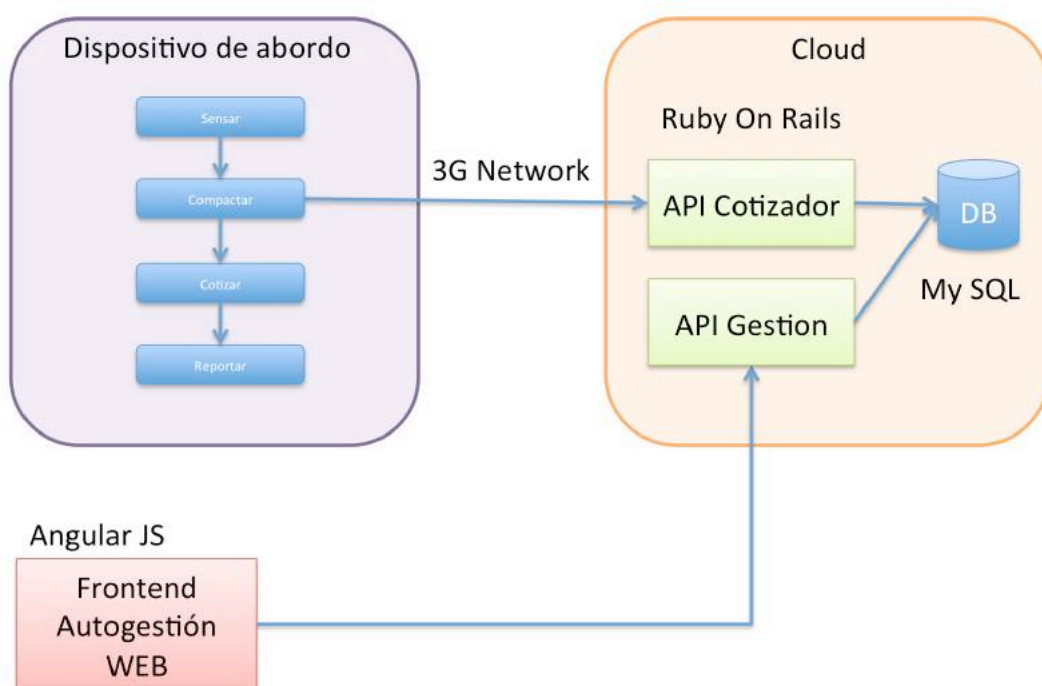 Dispositivo de abordo
Sensar
Compactar
Cotizar
Reportar
3G Network
Cloud
Ruby On Rails
API Cotizador
API Gestion
DB
My SQL
Angular JS
Frontend
Autogestión
WEB